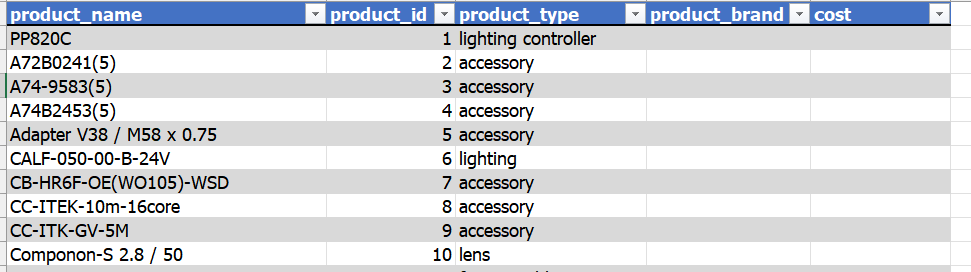 product_name product_id product_type product_brand cost
PP820C 1 lighting controller
A72B0241(5) 2 accessory
A74-9583(5) 3 accessory
A74B2453(5) 4 accessory
Adapter V38 / M58 x 0.75 5 accessory
CALF-050-00-B-24V 6 lighting
CB-HR6F-OE(WO105)-WSD 7 accessory
CC-ITEK-10m-16core 8 accessory
CC-ITK-GV-5M 9 accessory
Componon-S 2.8 / 50 10 lens